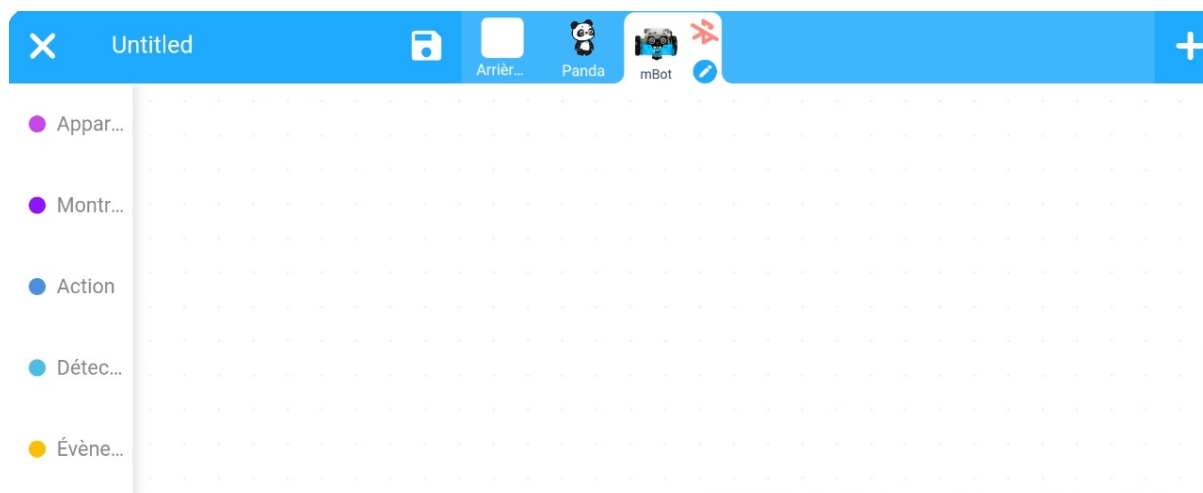 Untitled
Arrièr...
Panda
mBot
Appar...
Montr...
Action
Détec...
Évène...